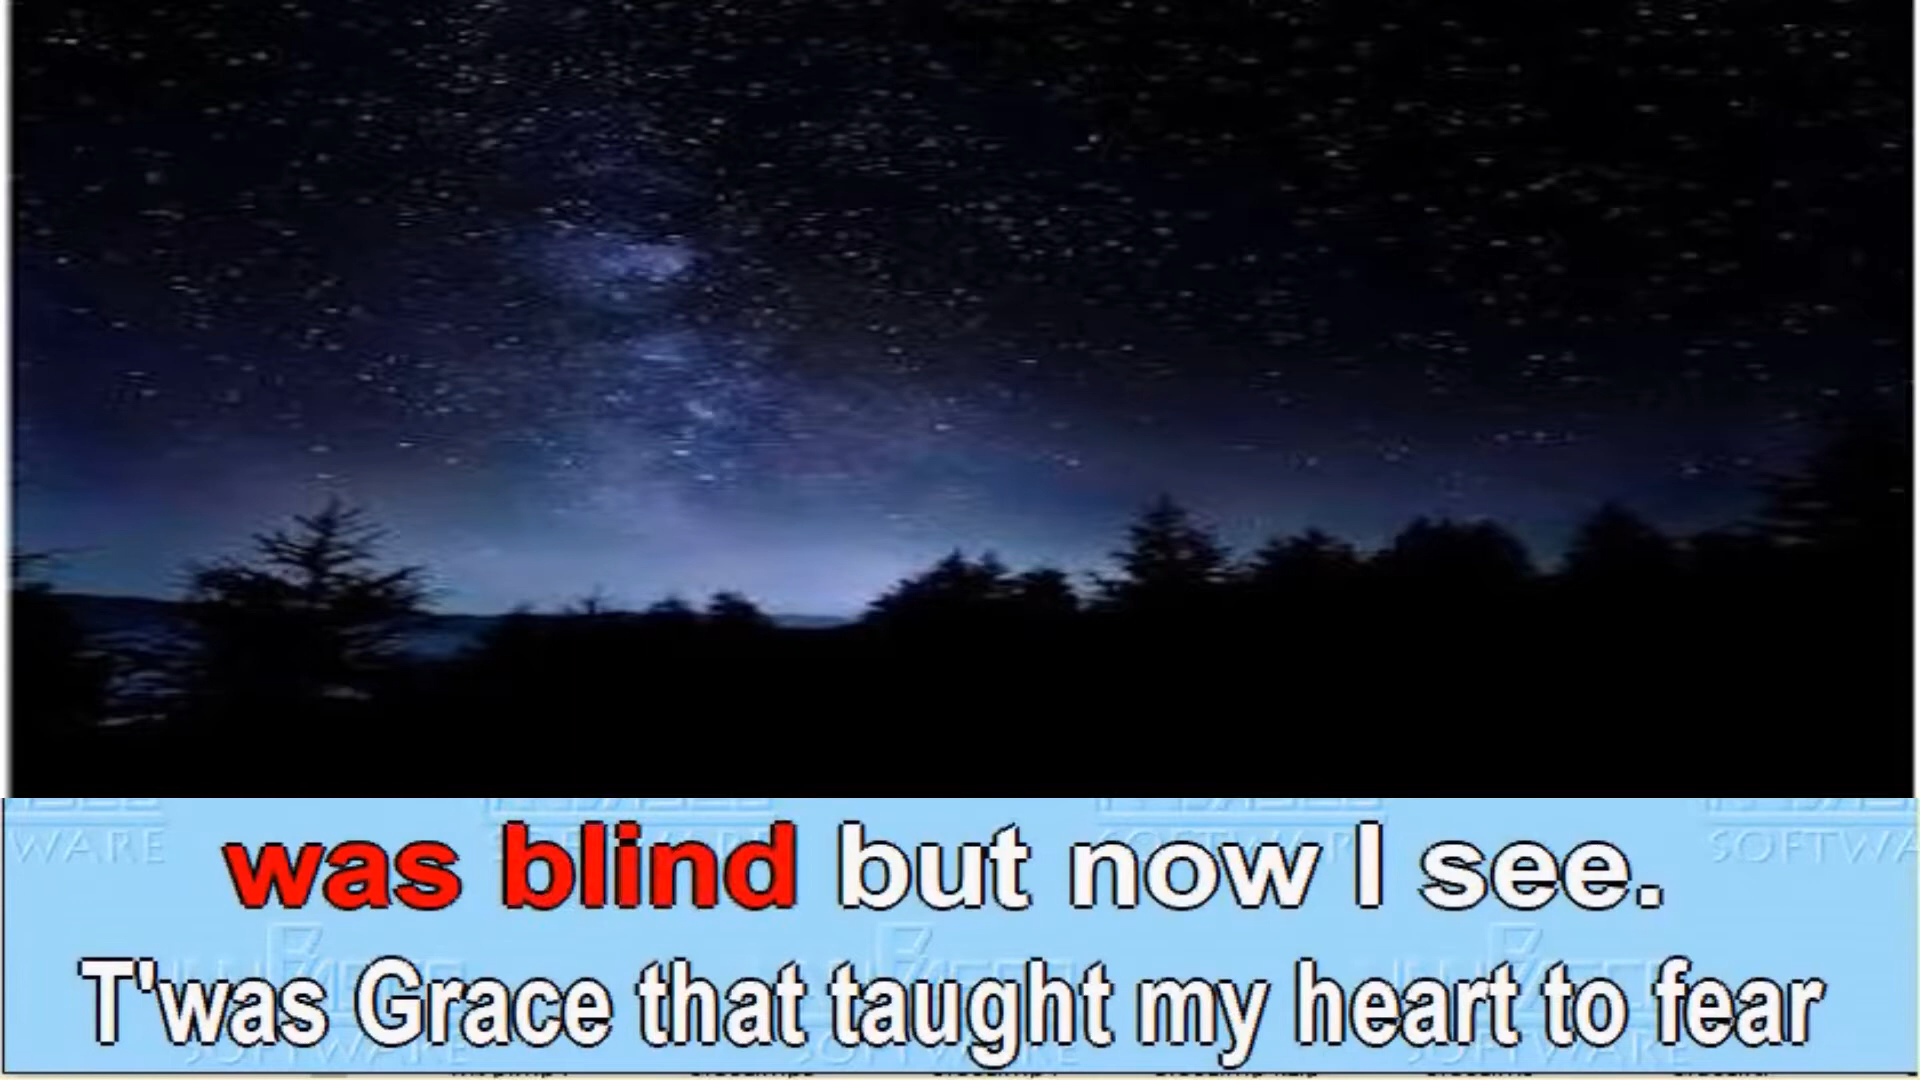 was blind but now I see.
T'was Grace that taught my heart to fear